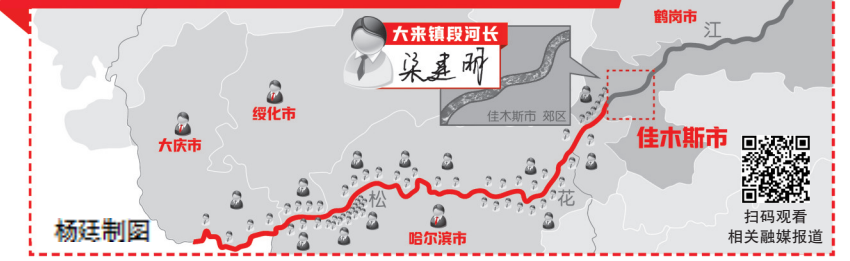 鹤岗市
江
大来镇段河长
梁建明
佳木斯市 郊区
绥化市
大庆市
佳木斯市
松
花
哈尔滨市
杨廷制图
扫码观看
相关融媒报道